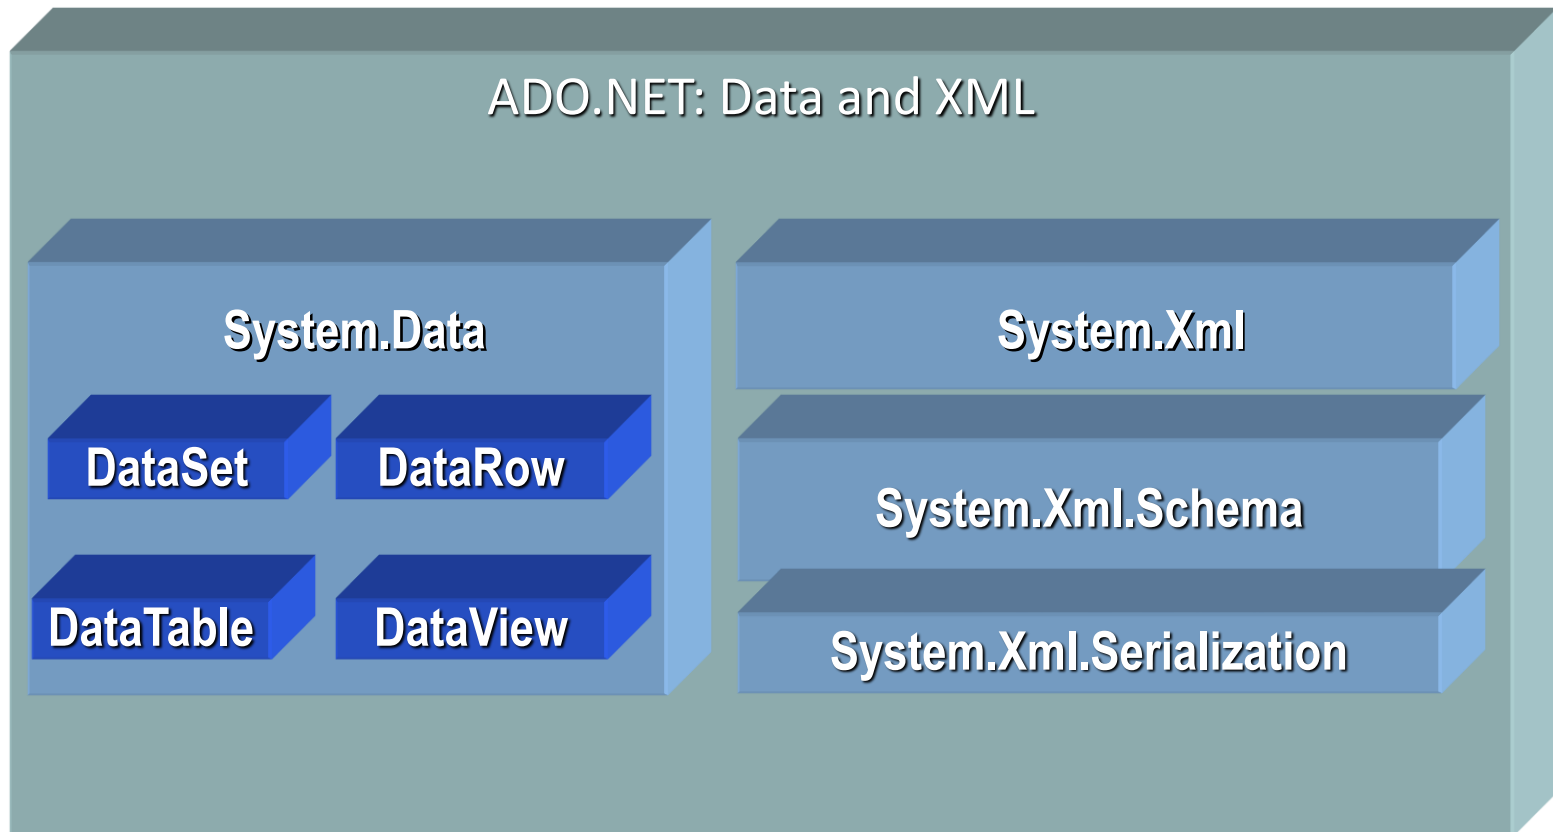 ADO.NET: Data and XML
System.Data
DataSet
DataRow
DataTable
DataView
System.Xml
System.Xml.Schema
System.Xml.Serialization